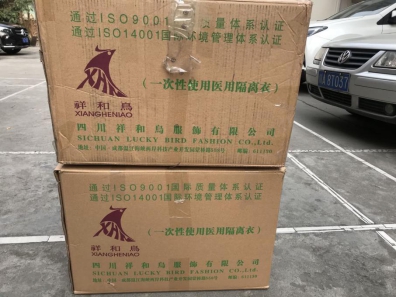 通过ISO9001国际质量体系认证
通过ISO14001国际环境管理体系认证
祥和鳥
XIANGHENIAO
（一次性使用医用隔离衣）
四川祥和鳥服飾有限公司
SICHUAN LUCKY BIRD FASHION CO.,Ltd.
通过ISO9001国际质量体系认证
通过ISO14001国际环境管理体系认证
祥和鳥
XIANGHENIAO
（一次性使用医用隔离衣）
四川祥和鳥服飾有限公司
SICHUAN LUCKY BIRD FASHION CO.,Ltd.